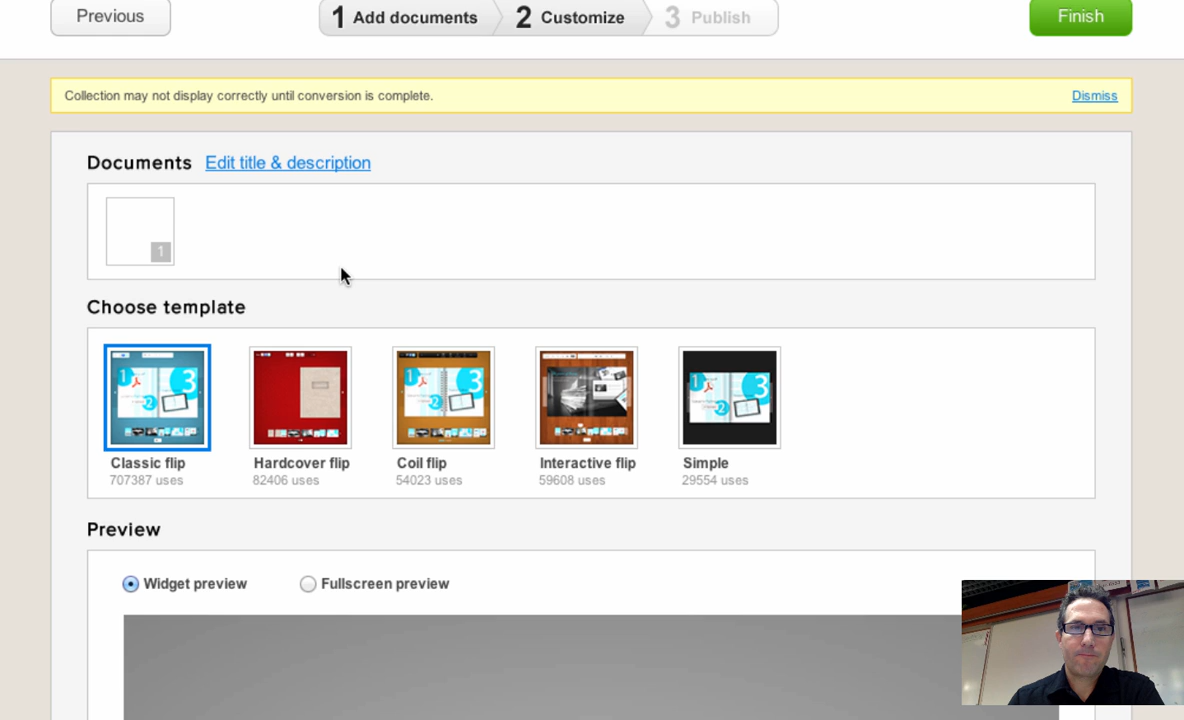 Previous
1 Add documents 2 Customize 3 Publish
Finish
Collection may not display correctly until conversion is complete.
Dismiss
Documents Edit title & description
1
Choose template
Classic flip
707387 uses
Hardcover flip
82406 uses
Coil flip
54023 uses
Interactive flip
59608 uses
Simple
29554 uses
Preview
Widget preview
Fullscreen preview